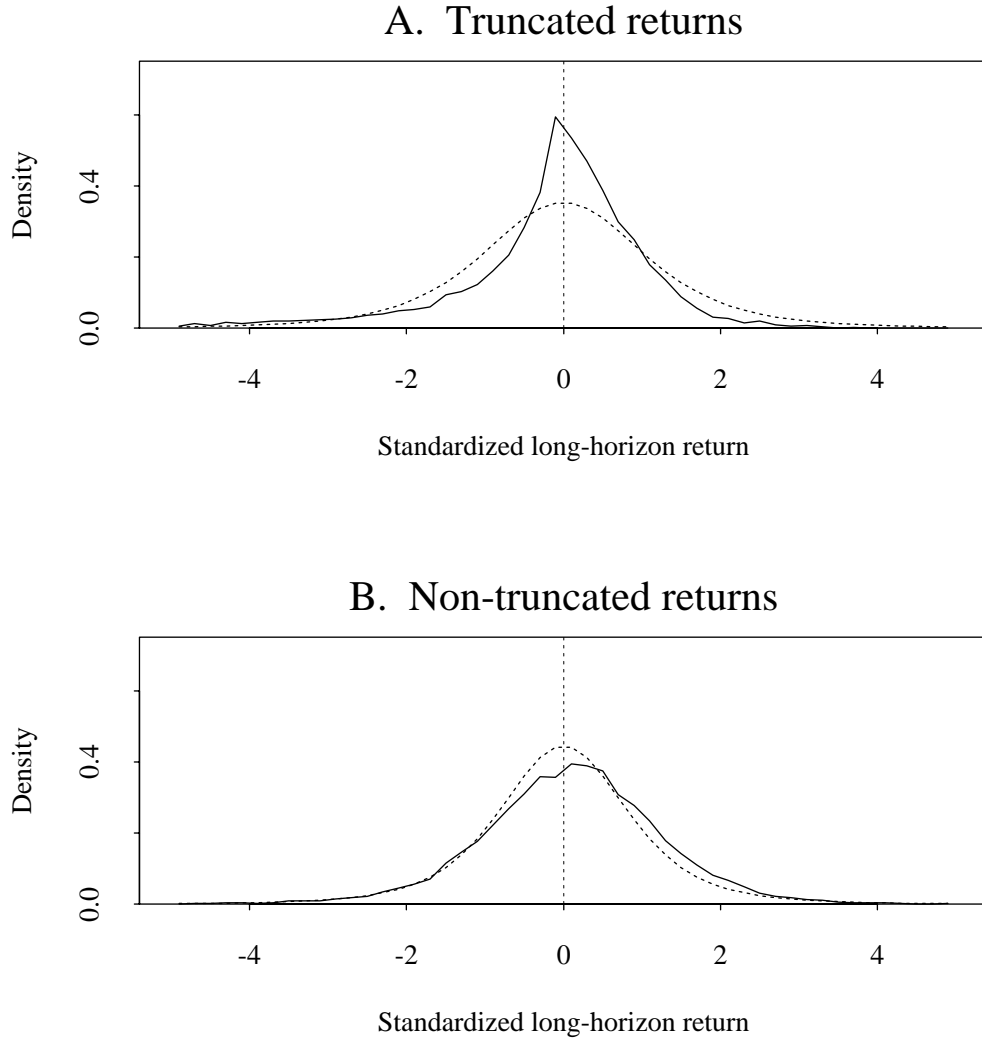 A. Truncated returns
Density
0.4
0.0
-4 -2 0 2 4
Standardized long-horizon return
B. Non-truncated returns
Density
0.4
0.0
-4 -2 0 2 4
Standardized long-horizon return